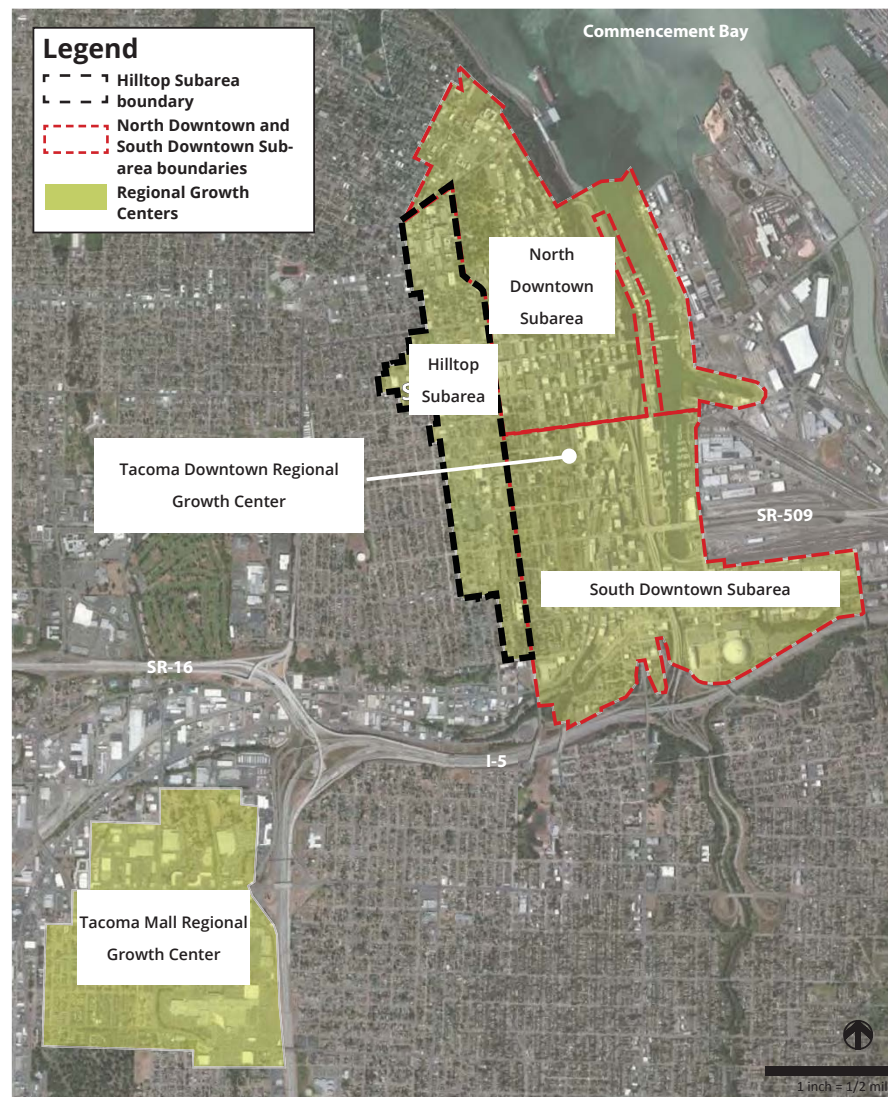 Commencement Bay
Legend
Hilltop Subarea
boundary
North Downtown and
South Downtown Sub-
area boundaries
Regional Growth
Centers
North
Downtown
Subarea
Hilltop
Subarea
S
Tacoma Downtown Regional
Growth Center
SR-509
South Downtown Subarea
SR-16
I-5
Tacoma Mall Regional
Growth Center
1 inch = 1/2 mil